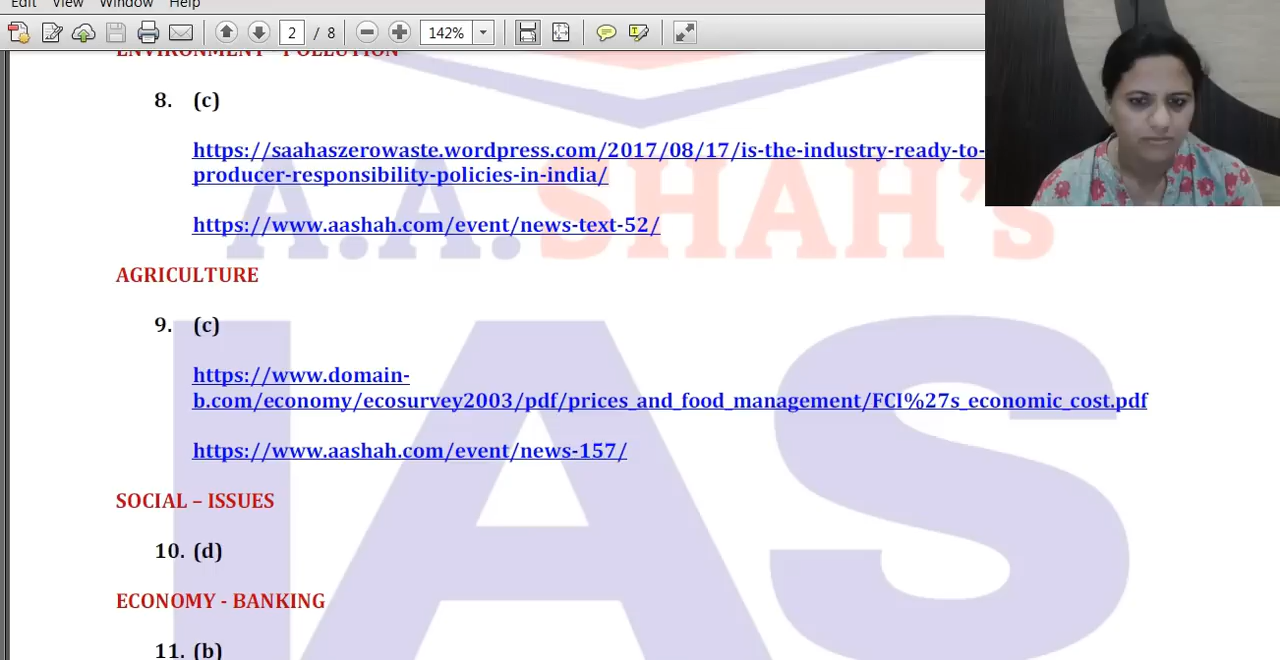 Edit View Window Help
2 / 8 142%
ENVIRONMENT - POLLUTION
8. (c)
https://saahaszerowaste.wordpress.com/2017/08/17/is-the-industry-ready-to-
producer-responsibility-policies-in-india/
https://www.aashah.com/event/news-text-52/
A.A.SHAH's
AGRICULTURE
9. (c)
https://www.domain-
b.com/economy/ecosurvey2003/pdf/prices_and_food_management/FCI%27s_economic_cost.pdf
https://www.aashah.com/event/news-157/
IAS
SOCIAL – ISSUES
10. (d)
ECONOMY - BANKING
11. (b)